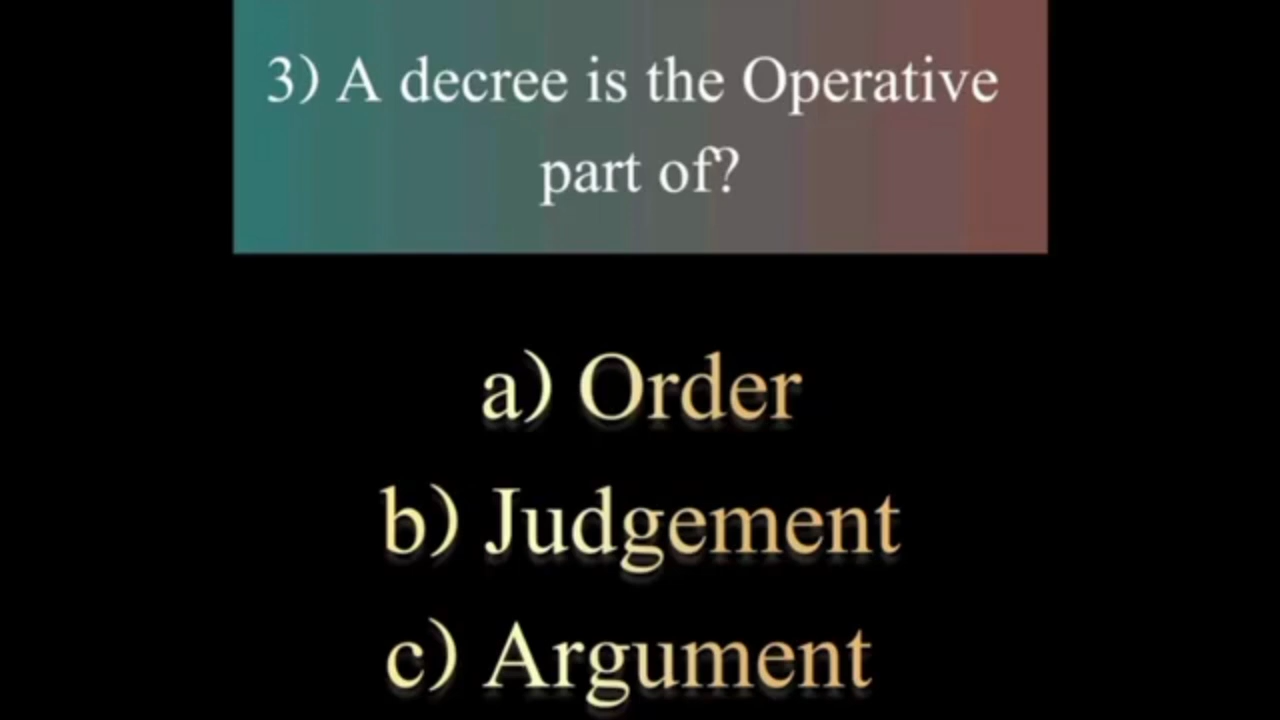 3) A decree is the Operative
part of?
a) Order
b) Judgement
c) Argument